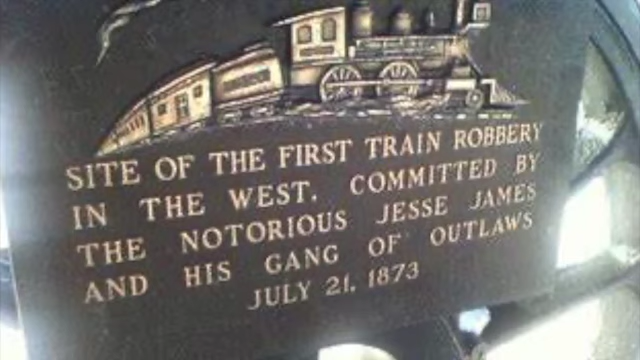 SITE OF THE FIRST TRAIN ROBBERY
IN THE WEST. COMMITTED BY
THE NOTORIOUS JESSE JAMES
AND HIS GANG OF OUTLAWS
JULY 21, 1873